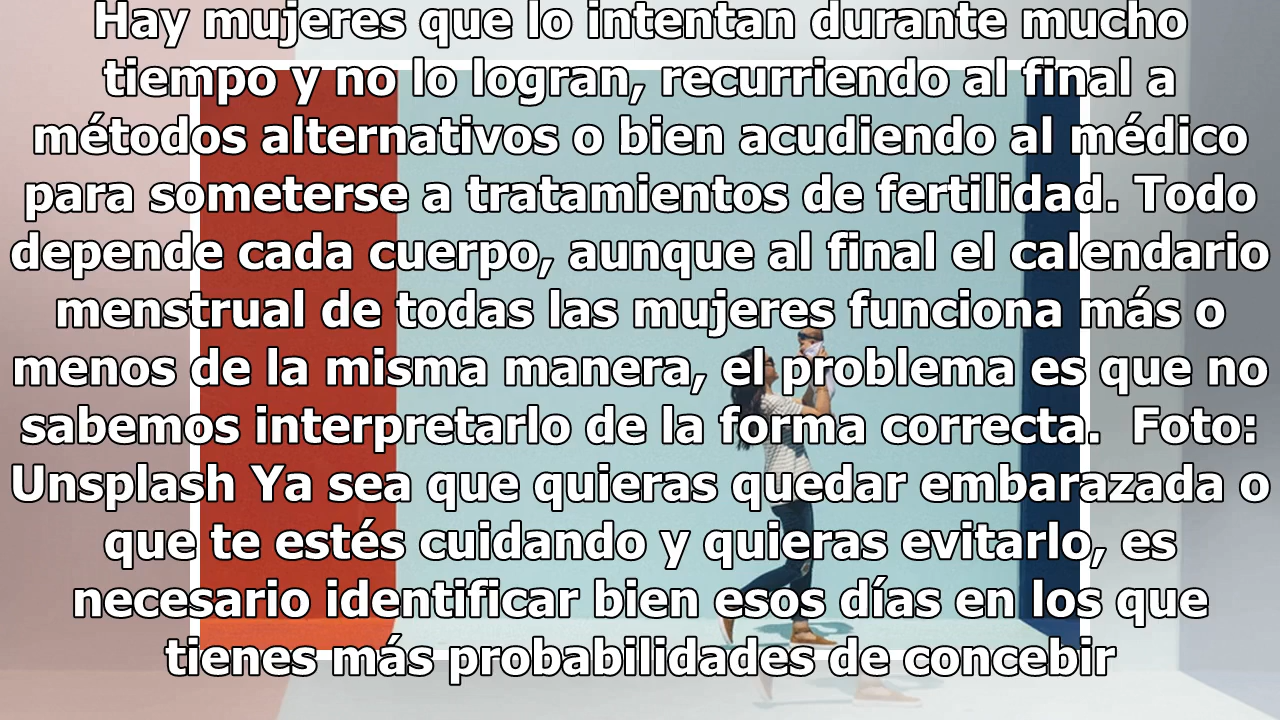 Hay mujeres que lo intentan durante mucho
tiempo y no lo logran, recurriendo al final a
métodos alternativos o bien acudiendo al médico
para someterse a tratamientos de fertilidad. Todo
depende cada cuerpo, aunque al final el calendario
menstrual de todas las mujeres funciona más o
menos de la misma manera, el problema es que no
sabemos interpretarlo de la forma correcta.  Foto:
Unsplash Ya sea que quieras quedar embarazada o
que te estés cuidando y quieras evitarlo, es
necesario identificar bien esos días en los que
tienes más probabilidades de concebir